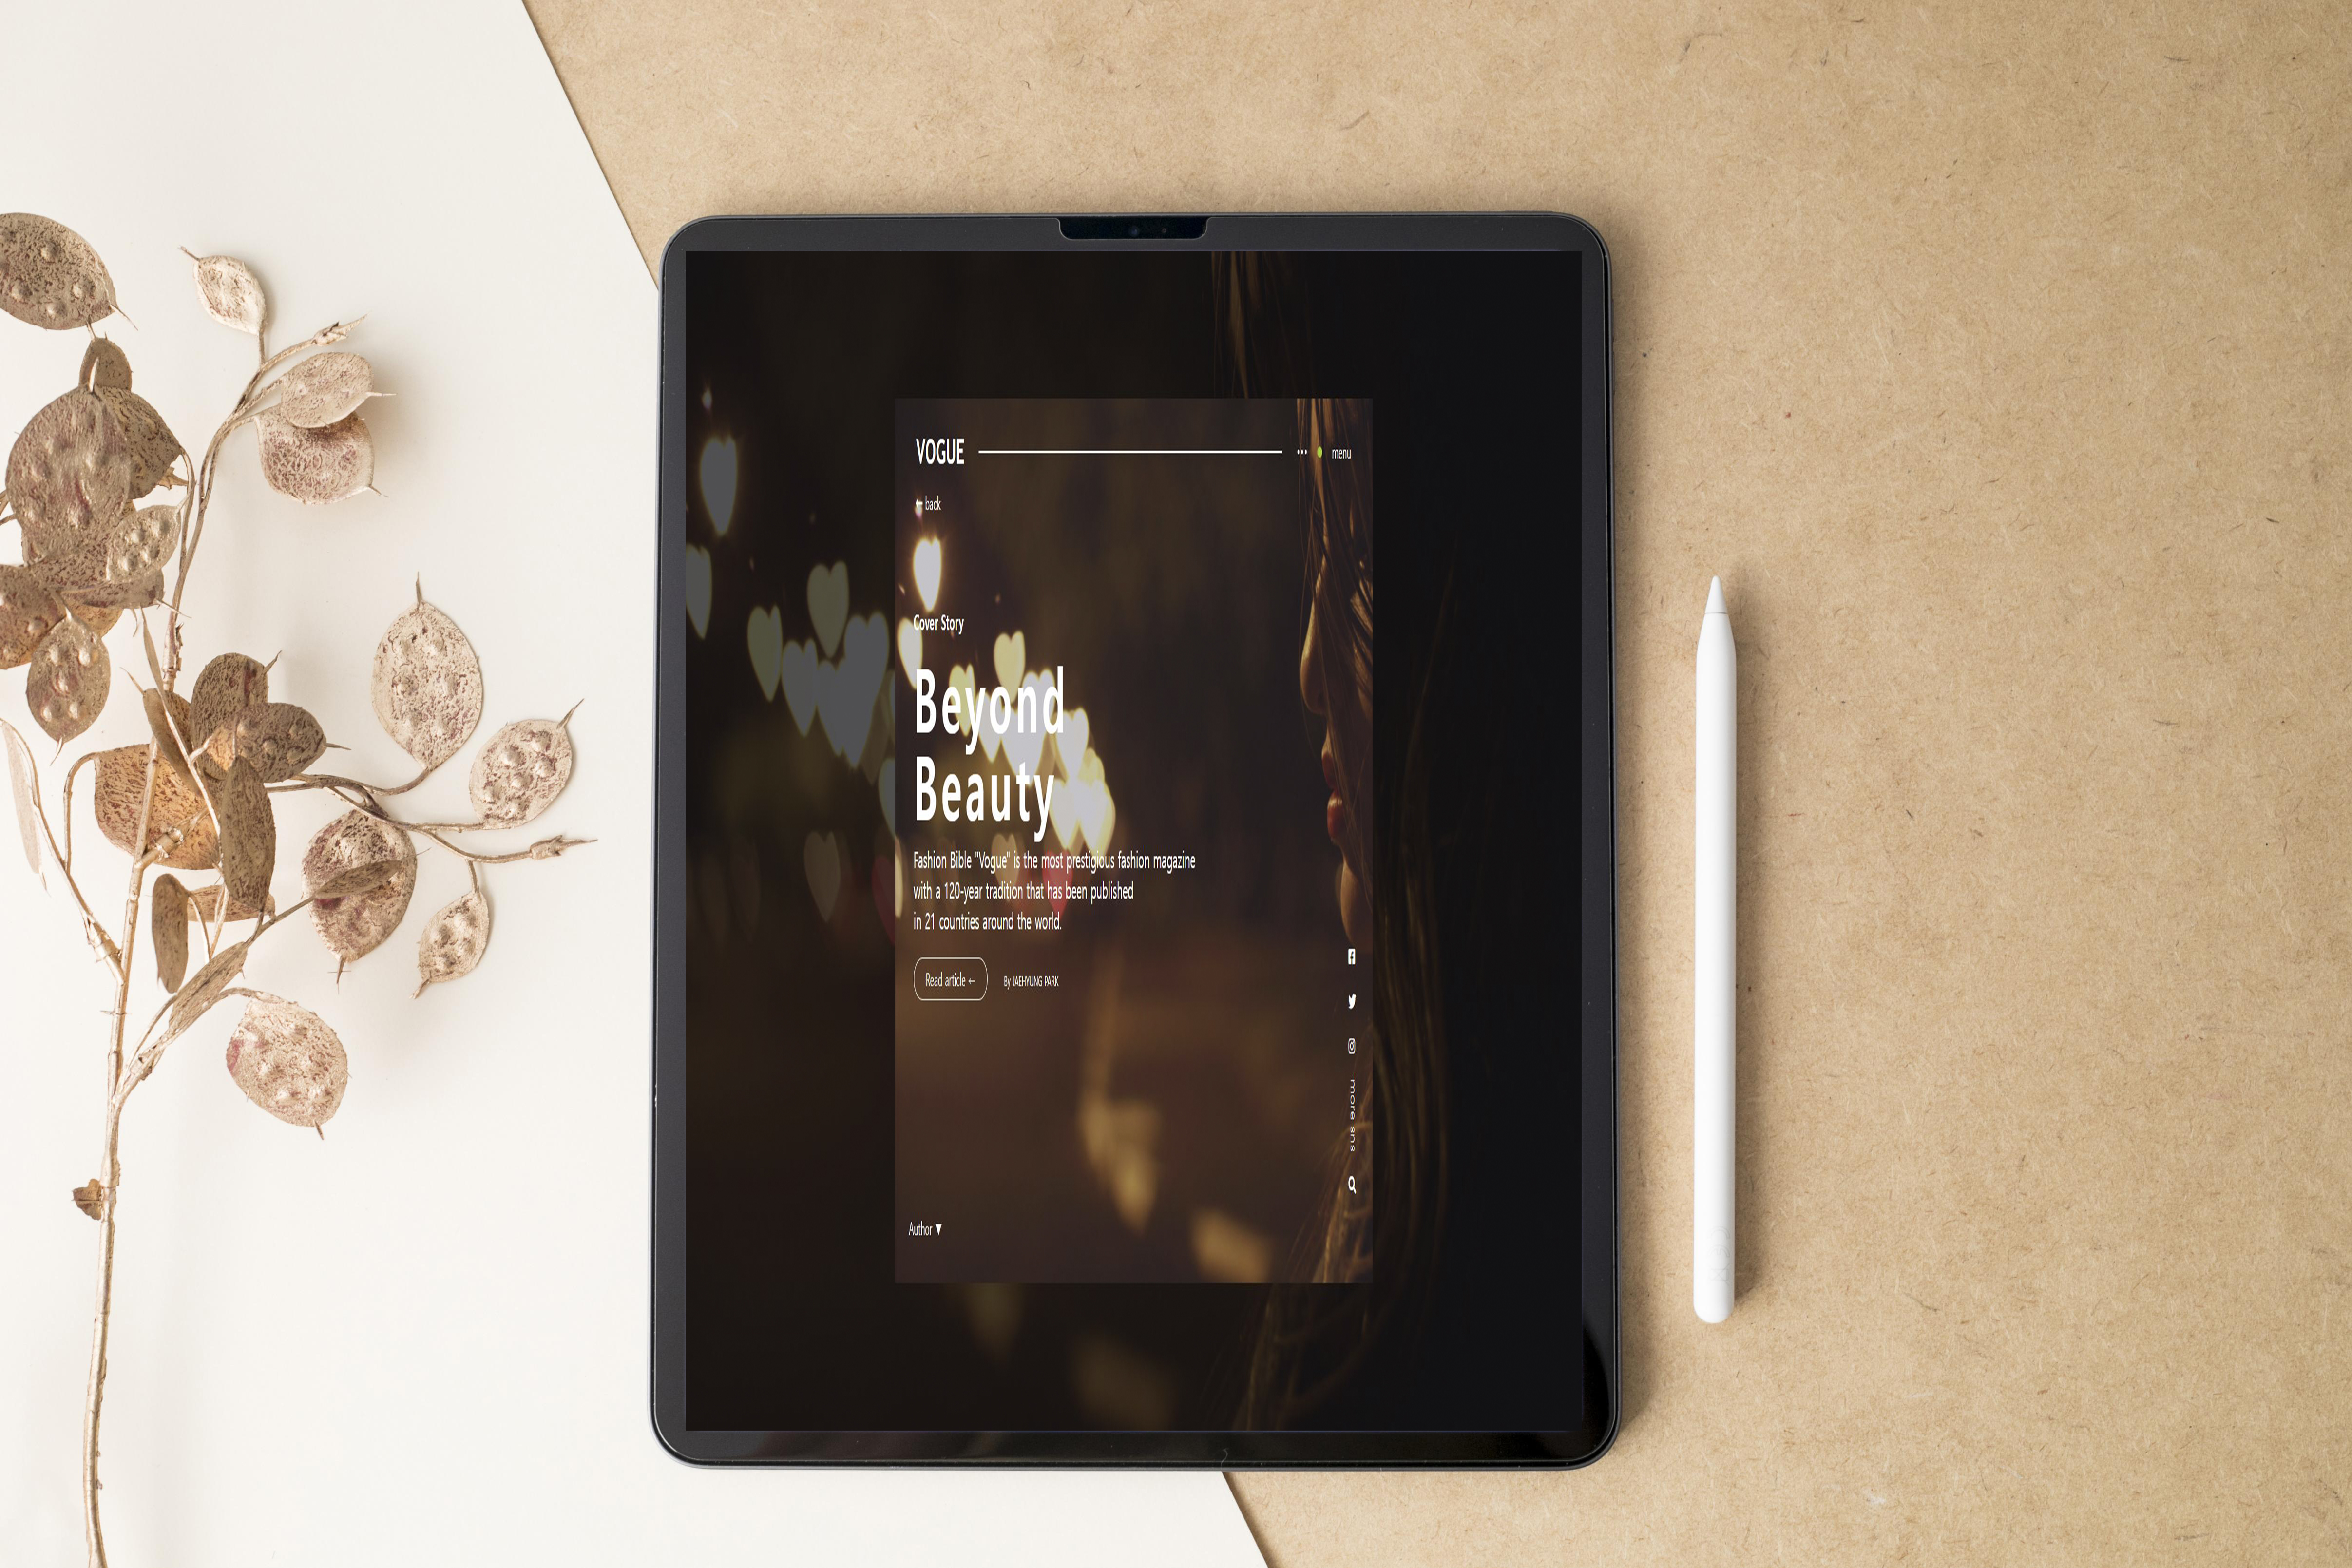 VOGUE ... menu
← back
Cover Story
Beyond
Beauty
Fashion Bible "Vogue" is the most prestigious fashion magazine
with a 120-year tradition that has been published
in 21 countries around the world.
Read article ← By JAEHYUNG PARK
more sns
Author ▼